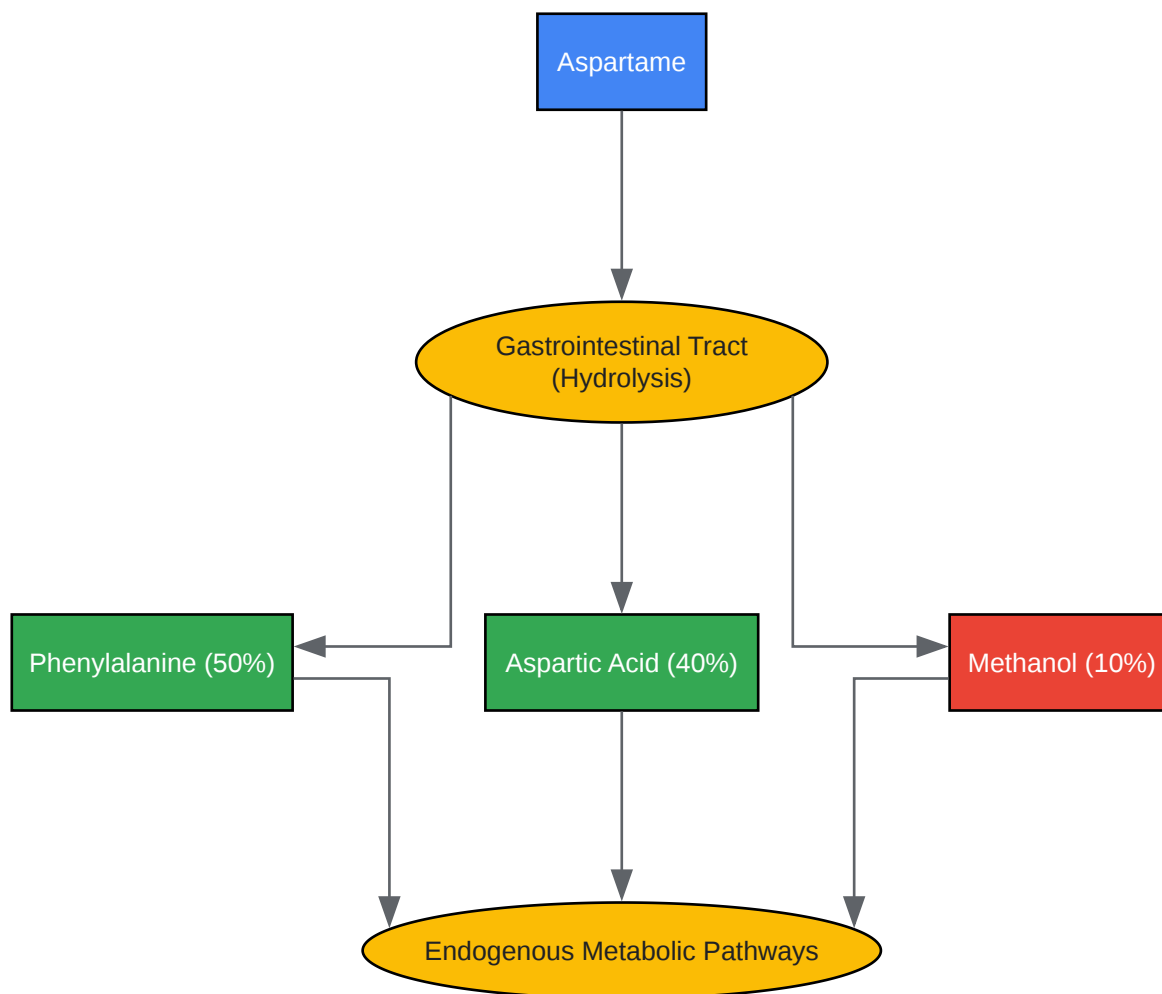 Aspartame
Gastrointestinal Tract
(Hydrolysis)
Phenylalanine (50%)
Aspartic Acid (40%)
Methanol (10%)
Endogenous Metabolic Pathways